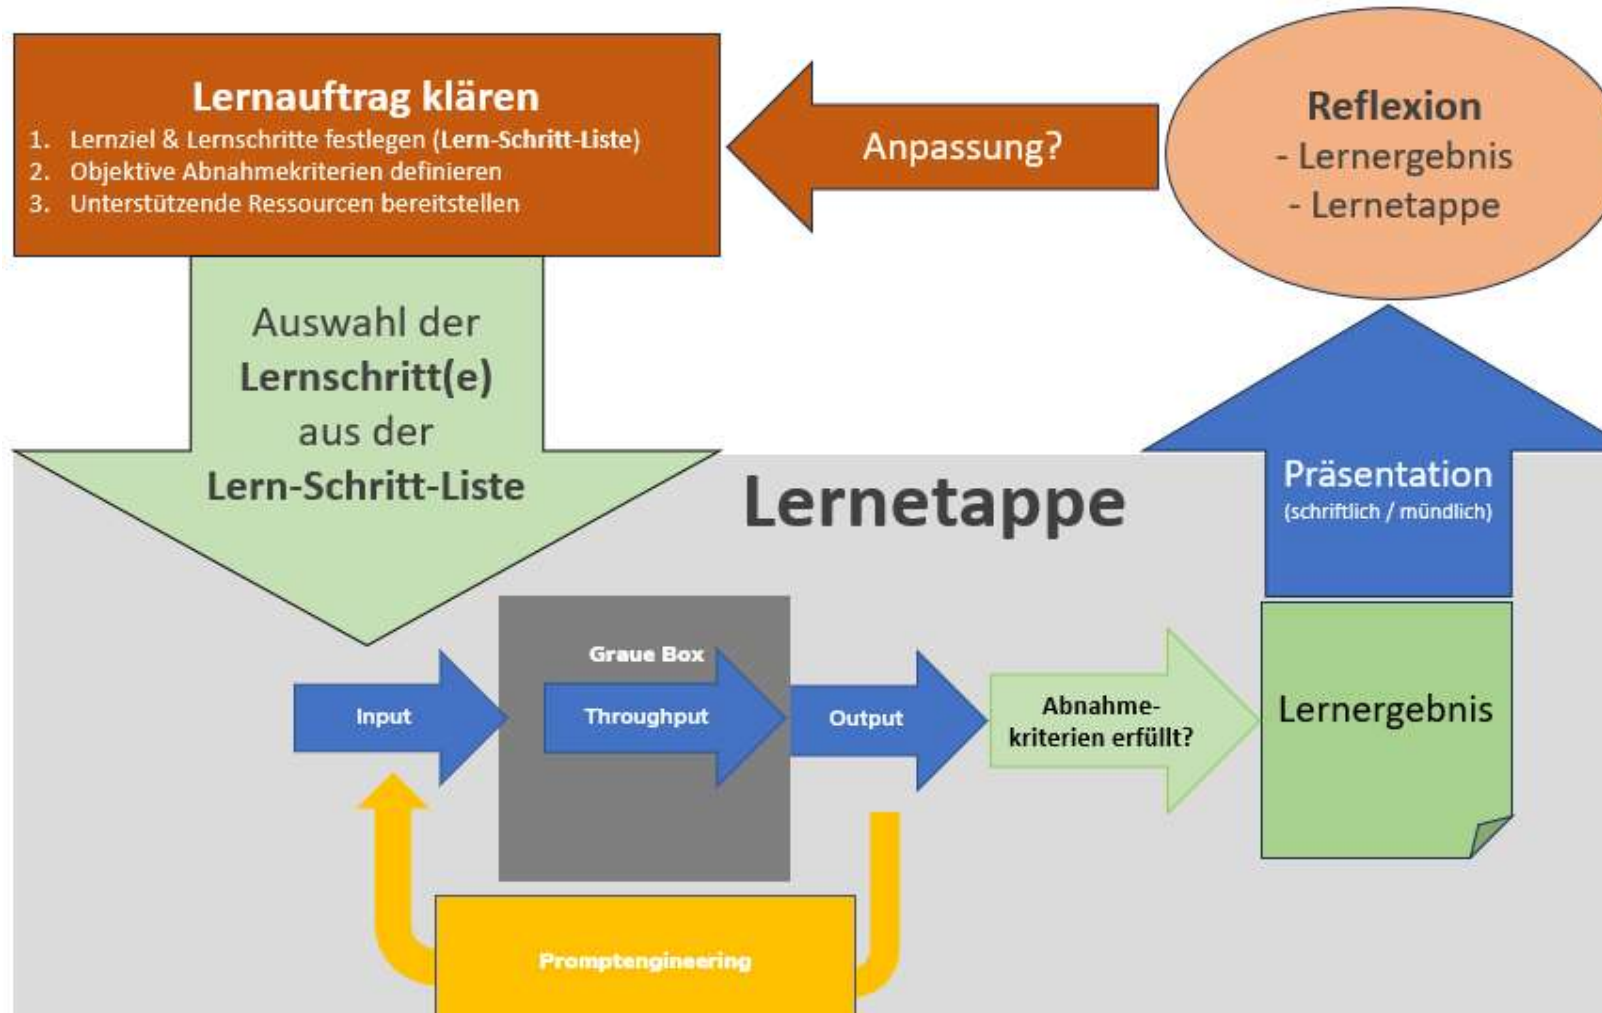 Lernauftrag klären
1. Lernziel & Lernschritte festlegen (Lern-Schritt-Liste)
2. Objektive Abnahmekriterien definieren
3. Unterstützende Ressourcen bereitstellen
Anpassung?
Reflexion
- Lernergebnis
- Lernetappe
Auswahl der
Lernschritt(e)
aus der
Lern-Schritt-Liste
Lernetappe
Präsentation
(schriftlich / mündlich)
Graue Box
Input
Throughput
Output
Abnahme-
kriterien erfüllt?
Lernergebnis
Promptengineering